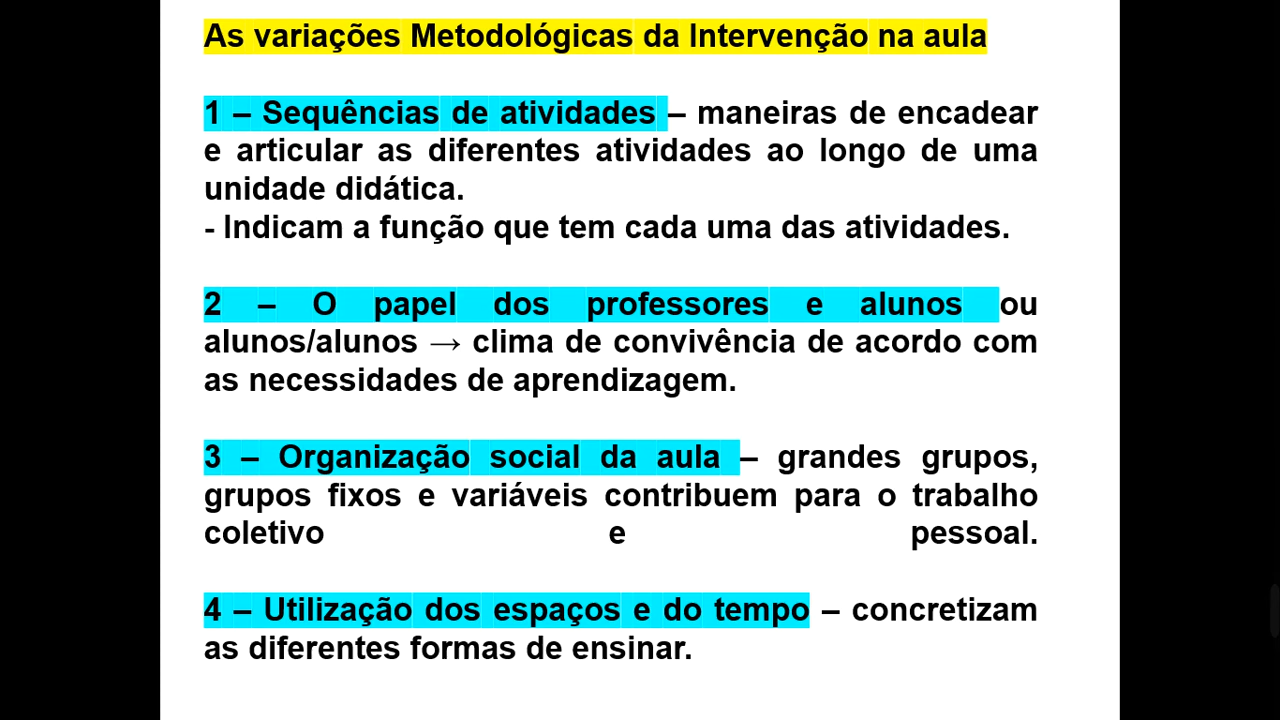 As variações Metodológicas da Intervenção na aula
1 – Sequências de atividades – maneiras de encadear
e articular as diferentes atividades ao longo de uma
unidade didática.
- Indicam a função que tem cada uma das atividades.
2 – O papel dos professores e alunos ou
alunos/alunos → clima de convivência de acordo com
as necessidades de aprendizagem.
3 – Organização social da aula – grandes grupos,
grupos fixos e variáveis contribuem para o trabalho
coletivo e pessoal.
4 – Utilização dos espaços e do tempo – concretizam
as diferentes formas de ensinar.